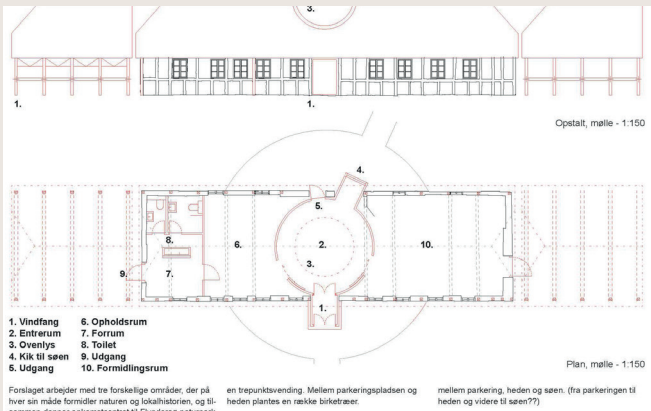 3.
1.
1.
Opstalt, mølle - 1:150
4.
5.
8.
6.
2.
10.
3.
9.
7.
1.
1. Vindfang
2. Entrerum
3. Ovenlys
4. Kik til søen
5. Udgang
6. Opholdsrum
7. Forrum
8. Toilet
9. Udgang
10. Formidlingsrum
Plan, mølle - 1:150
Forslaget arbejder med tre forskellige områder, der på
hver sin måde formidler naturen og lokalhistorien, og til-
en trepunktsvending. Mellem parkeringspladsen og
heden plantes en række birketræer.
mellem parkering, heden og søen. (fra parkeringen til
heden og videre til søen??)